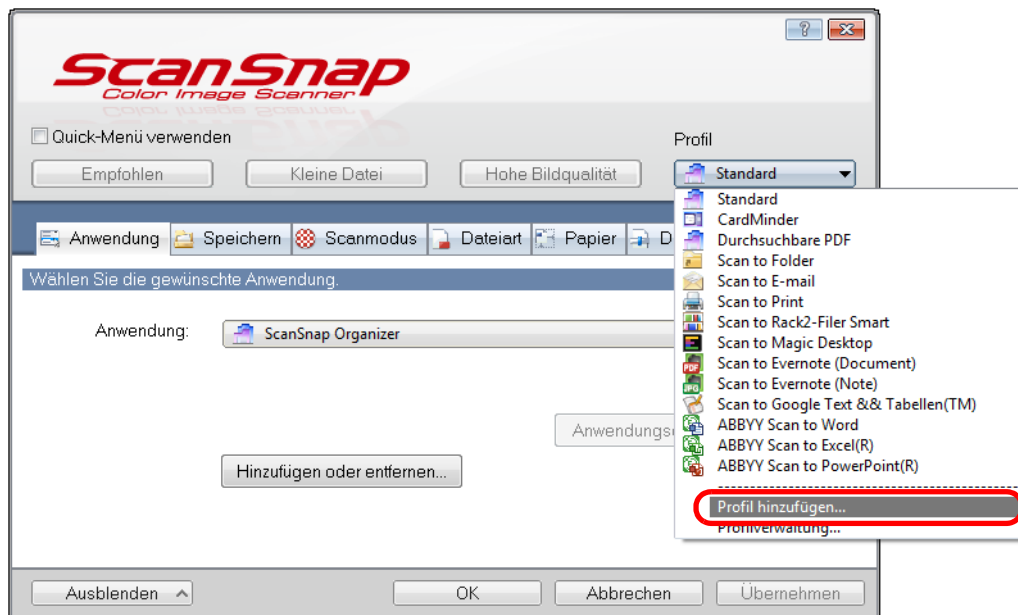 ScanSnap
Color Image Scanner
Quick-Menü verwenden
Profil
Empfohlen
Kleine Datei
Hohe Bildqualität
Standard
Anwendung
Speichern
Scanmodus
Dateiart
Papier
D
Wählen Sie die gewünschte Anwendung.
Anwendung:
ScanSnap Organizer
Hinzufügen oder entfernen...
Standard
CardMinder
Durchsuchbare PDF
Scan to Folder
Scan to E-mail
Scan to Print
Scan to Rack2-Filer Smart
Scan to Magic Desktop
Scan to Evernote (Document)
Scan to Evernote (Note)
Scan to Google Text && Tabellen(TM)
ABBYY Scan to Word
ABBYY Scan to Excel(R)
ABBYY Scan to PowerPoint(R)
Profil hinzufügen...
Profilverwaltung...
Ausblenden
OK
Abbrechen
Übernehmen